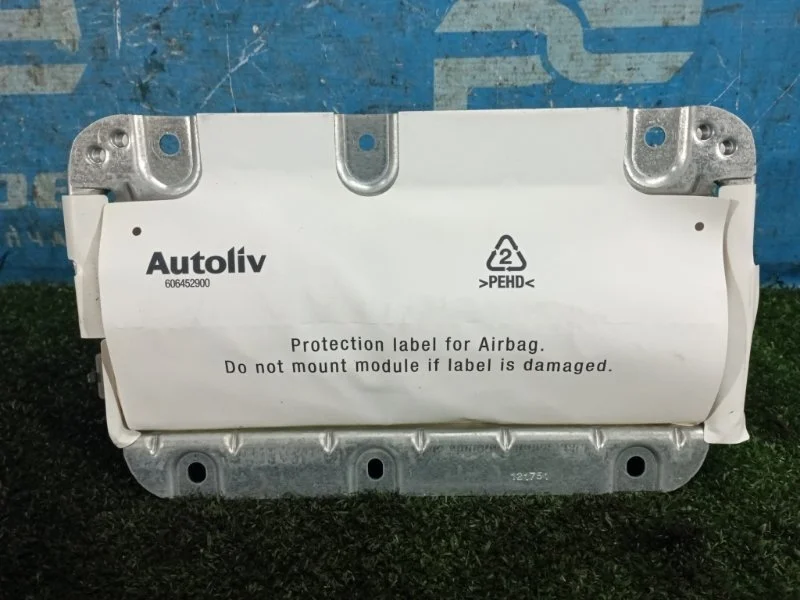 Autoliv
606452900
2
>PEHD<
Protection label for Airbag.
Do not mount module if label is damaged.
121751